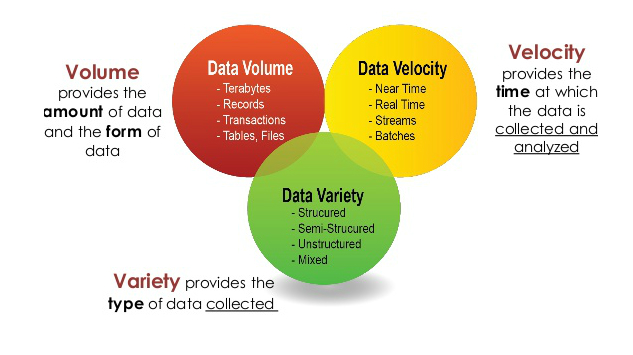 Volume
provides the
amount of data
and the form of
data
Data Volume
- Terabytes
- Records
- Transactions
- Tables, Files
Data Velocity
- Near Time
- Real Time
- Streams
- Batches
Velocity
provides the
time at which
the data is
collected and
analyzed
Data Variety
- Strucured
- Semi-Strucured
- Unstructured
- Mixed
Variety provides the
type of data collected